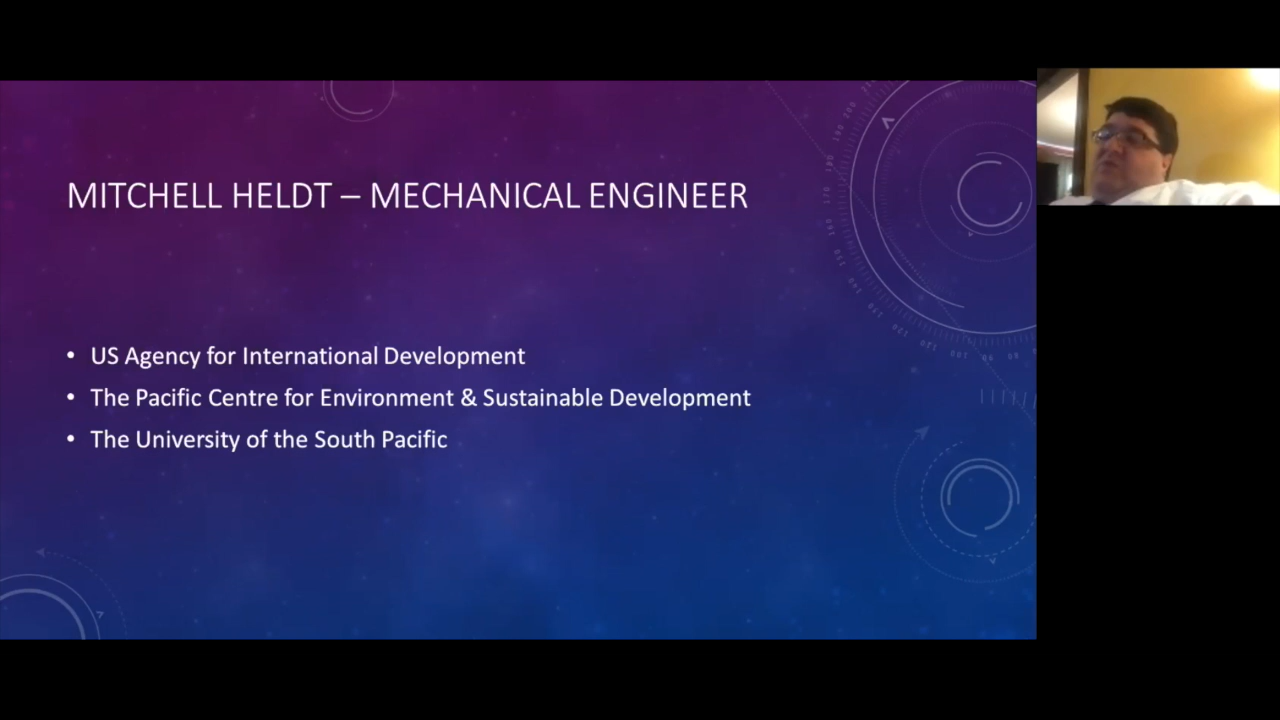 MITCHELL HELDT – MECHANICAL ENGINEER
• US Agency for International Development
• The Pacific Centre for Environment & Sustainable Development
• The University of the South Pacific